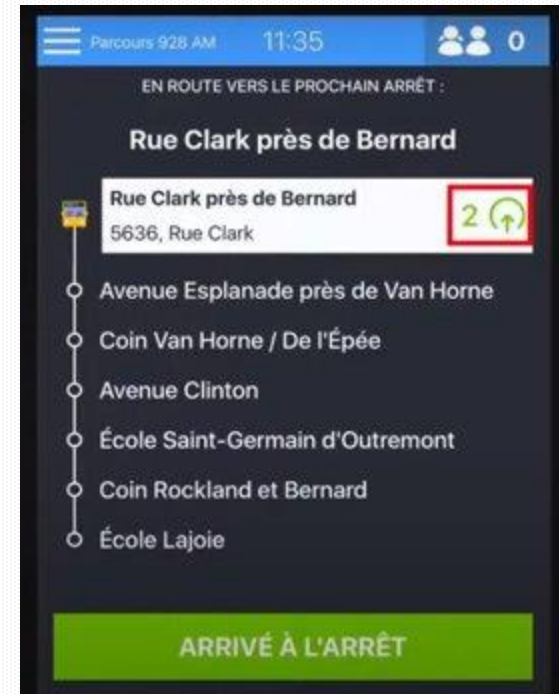 Parcours 928 AM 11:35 0
EN ROUTE VERS LE PROCHAIN ARRÊT :
Rue Clark près de Bernard
Rue Clark près de Bernard
5636, Rue Clark
2
Avenue Esplanade près de Van Horne
Coin Van Horne / De l'Épée
Avenue Clinton
École Saint-Germain d'Outremont
Coin Rockland et Bernard
École Lajoie
ARRIVÉ À L'ARRÊT